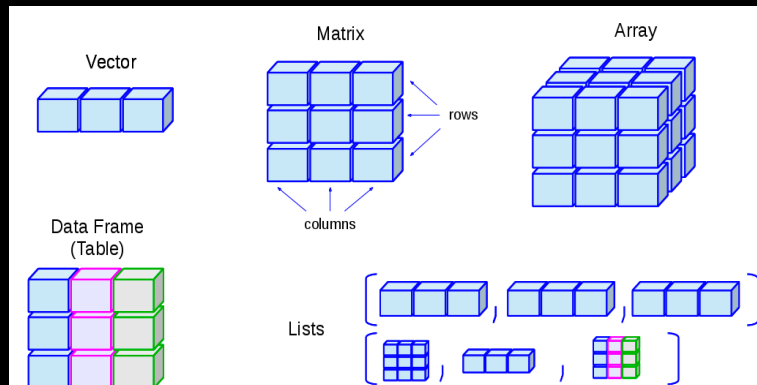 Vector
Matrix
Array
rows
columns
Data Frame
(Table)
Lists